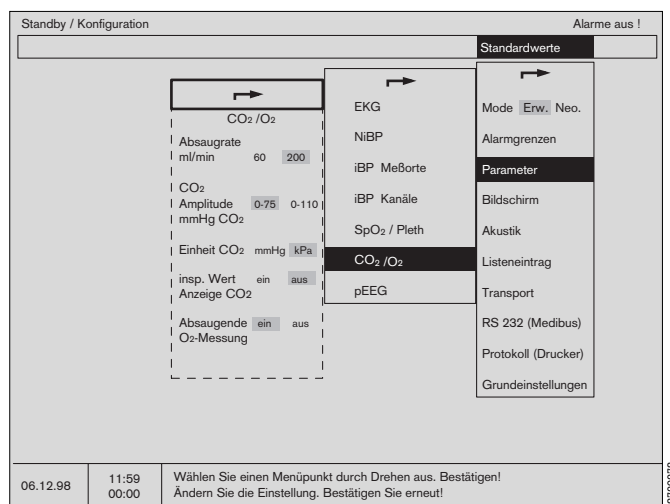 Standby / Konfiguration
Alarme aus !
Standardwerte
CO2 /O2
Absaugrate
ml/min 60 200
CO2
Amplitude 0-75 0-110
mmHg CO2
Einheit CO2 mmHg kPa
insp. Wert ein aus
Anzeige CO2
Absaugende ein aus
O2-Messung
EKG
NiBP
iBP Meßorte
iBP Kanäle
SpO2 / Pleth
CO2 /O2
pEEG
Mode Erw. Neo.
Alarmgrenzen
Parameter
Bildschirm
Akustik
Listeneintrag
Transport
RS 232 (Medibus)
Protokoll (Drucker)
Grundeinstellungen
06.12.98
11:59
00:00
Wählen Sie einen Menüpunkt durch Drehen aus. Bestätigen!
Ändern Sie die Einstellung. Bestätigen Sie erneut!